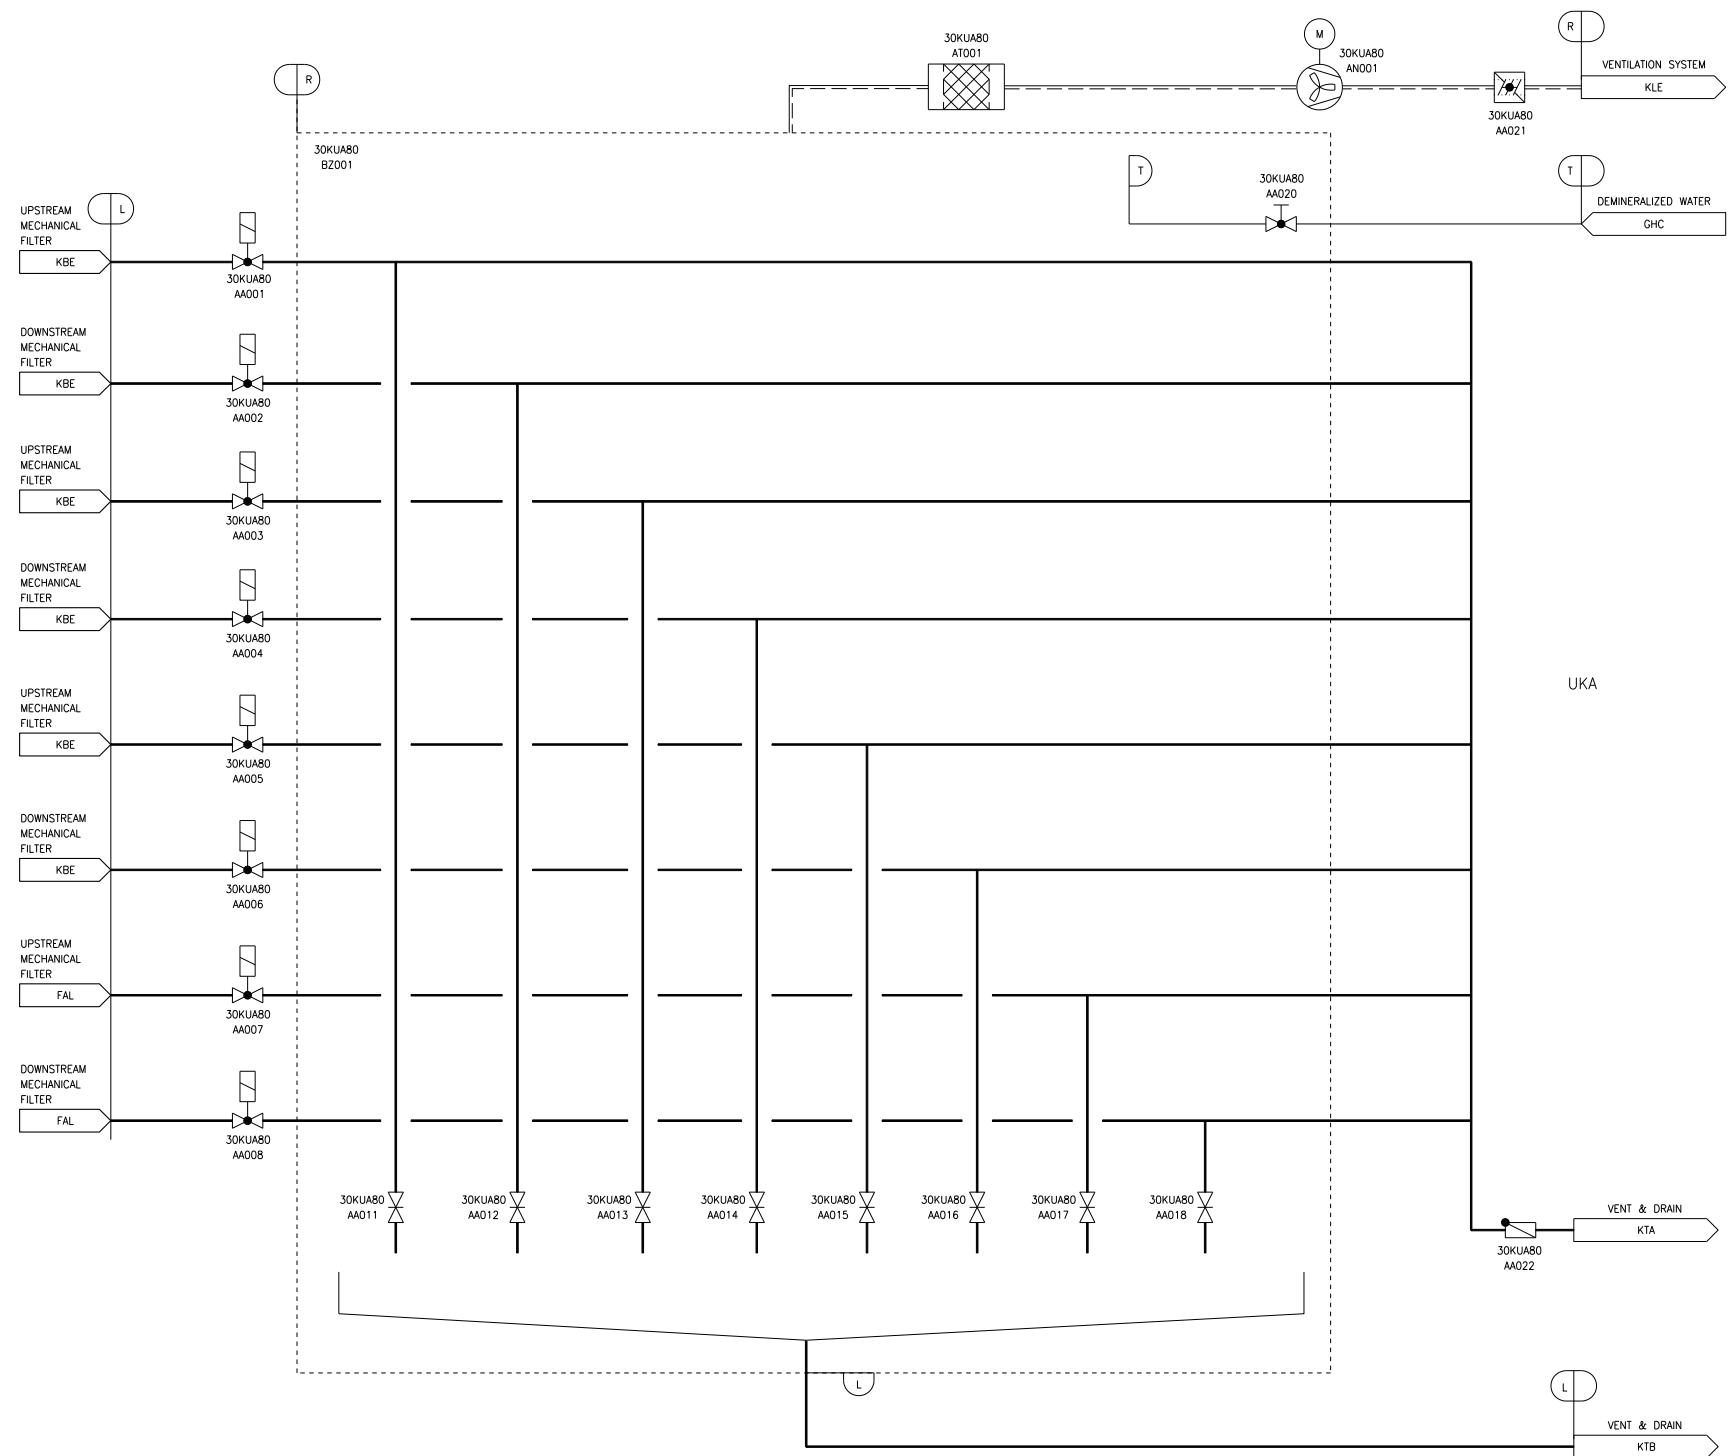 R
M
30KUA80
AT001
30KUA80
AN001
VENTILATION SYSTEM
KLE
R
30KUA80
AA021
30KUA80
BZ001
T
30KUA80
AA020
T
DEMINERALIZED WATER
GHC
L
UPSTREAM
MECHANICAL
FILTER
KBE
30KUA80
AA001
DOWNSTREAM
MECHANICAL
FILTER
KBE
30KUA80
AA002
UPSTREAM
MECHANICAL
FILTER
KBE
30KUA80
AA003
DOWNSTREAM
MECHANICAL
FILTER
KBE
30KUA80
AA004
UPSTREAM
MECHANICAL
FILTER
KBE
30KUA80
AA005
UKA
DOWNSTREAM
MECHANICAL
FILTER
KBE
30KUA80
AA006
UPSTREAM
MECHANICAL
FILTER
FAL
30KUA80
AA007
DOWNSTREAM
MECHANICAL
FILTER
FAL
30KUA80
AA008
30KUA80
AA011
30KUA80
AA012
30KUA80
AA013
30KUA80
AA014
30KUA80
AA015
30KUA80
AA016
30KUA80
AA017
30KUA80
AA018
VENT & DRAIN
KTA
30KUA80
AA022
L
L
VENT & DRAIN
KTB